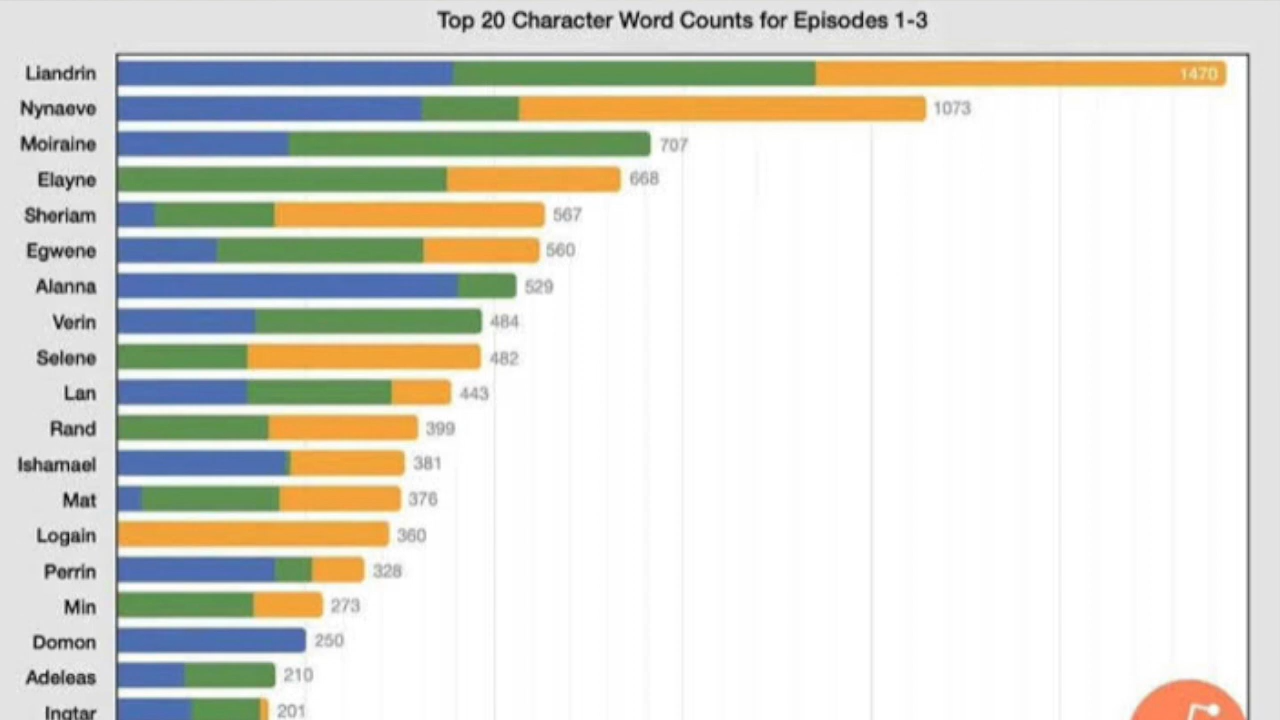 Top 20 Character Word Counts for Episodes 1-3
Liandrin 1470
Nynaeve 1073
Moiraine 707
Elayne 668
Sheriam 567
Egwene 560
Alanna 529
Verin 484
Selene 482
Lan 443
Rand 399
Ishamael 381
Mat 376
Logain 360
Perrin 328
Min 273
Domon 250
Adeleas 210
Ingtar 201